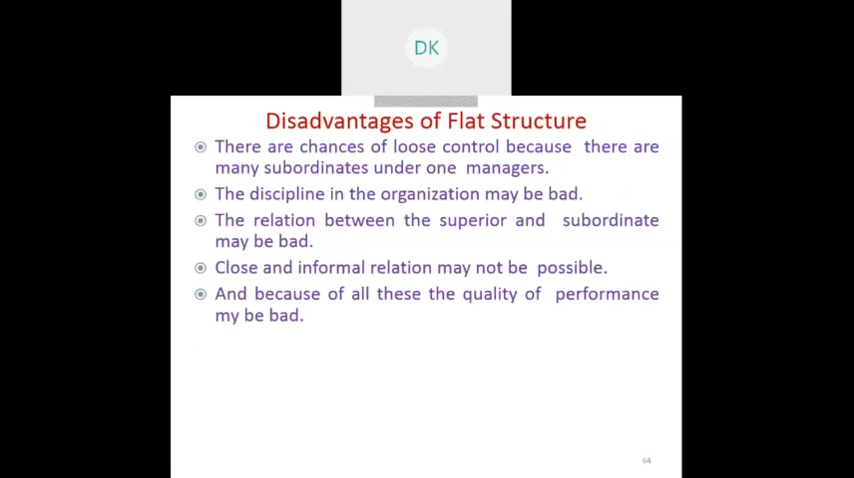 DK
Disadvantages of Flat Structure
There are chances of loose control because there are
many subordinates under one managers.
The discipline in the organization may be bad.
The relation between the superior and subordinate
may be bad.
Close and informal relation may not be possible.
And because of all these the quality of performance
my be bad.
64